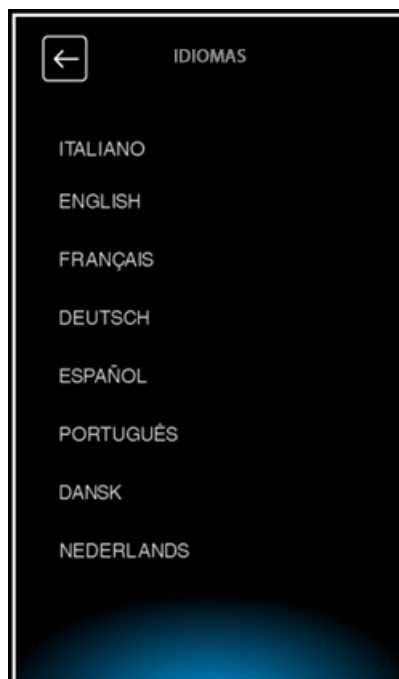 IDIOMAS
ITALIANO
ENGLISH
FRANÇAIS
DEUTSCH
ESPAÑOL
PORTUGUÊS
DANSK
NEDERLANDS